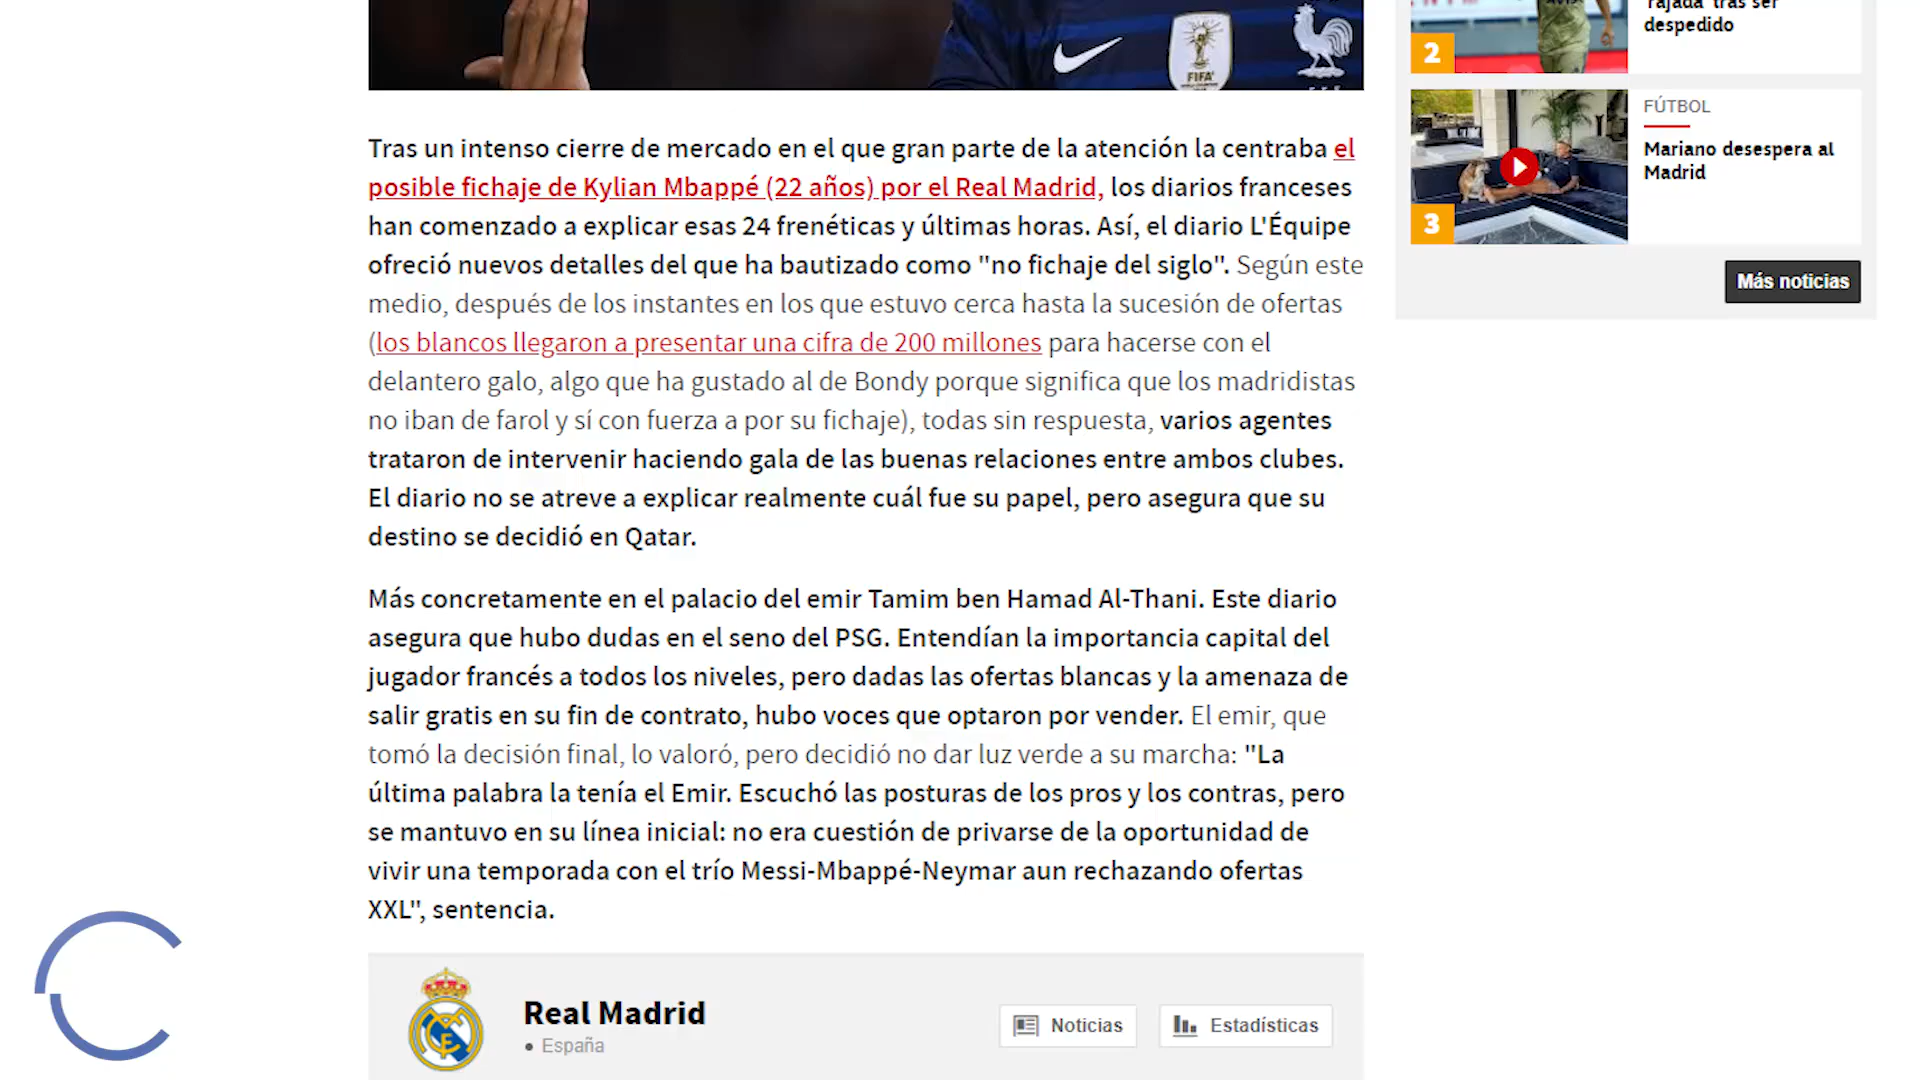 FIFA
Tras un intenso cierre de mercado en el que gran parte de la atención la centraba el
posible fichaje de Kylian Mbappé (22 años) por el Real Madrid, los diarios franceses
han comenzado a explicar esas 24 frenéticas y últimas horas. Así, el diario L'Équipe
ofreció nuevos detalles del que ha bautizado como "no fichaje del siglo". Según este
medio, después de los instantes en los que estuvo cerca hasta la sucesión de ofertas
(los blancos llegaron a presentar una cifra de 200 millones para hacerse con el
delantero galo, algo que ha gustado al de Bondy porque significa que los madridistas
no iban de farol y sí con fuerza a por su fichaje), todas sin respuesta, varios agentes
trataron de intervenir haciendo gala de las buenas relaciones entre ambos clubes.
El diario no se atreve a explicar realmente cuál fue su papel, pero asegura que su
destino se decidió en Qatar.
Más concretamente en el palacio del emir Tamim ben Hamad Al-Thani. Este diario
asegura que hubo dudas en el seno del PSG. Entendían la importancia capital del
jugador francés a todos los niveles, pero dadas las ofertas blancas y la amenaza de
salir gratis en su fin de contrato, hubo voces que optaron por vender. El emir, que
tomó la decisión final, lo valoró, pero decidió no dar luz verde a su marcha: "La
última palabra la tenía el Emir. Escuchó las posturas de los pros y los contras, pero
se mantuvo en su línea inicial: no era cuestión de privarse de la oportunidad de
vivir una temporada con el trío Messi-Mbappé-Neymar aun rechazando ofertas
XXL", sentencia.
Real Madrid
España
Noticias
Estadísticas
2
'rajada' tras ser
despedido
3
FÚTBOL
Mariano desespera al
Madrid
Más noticias